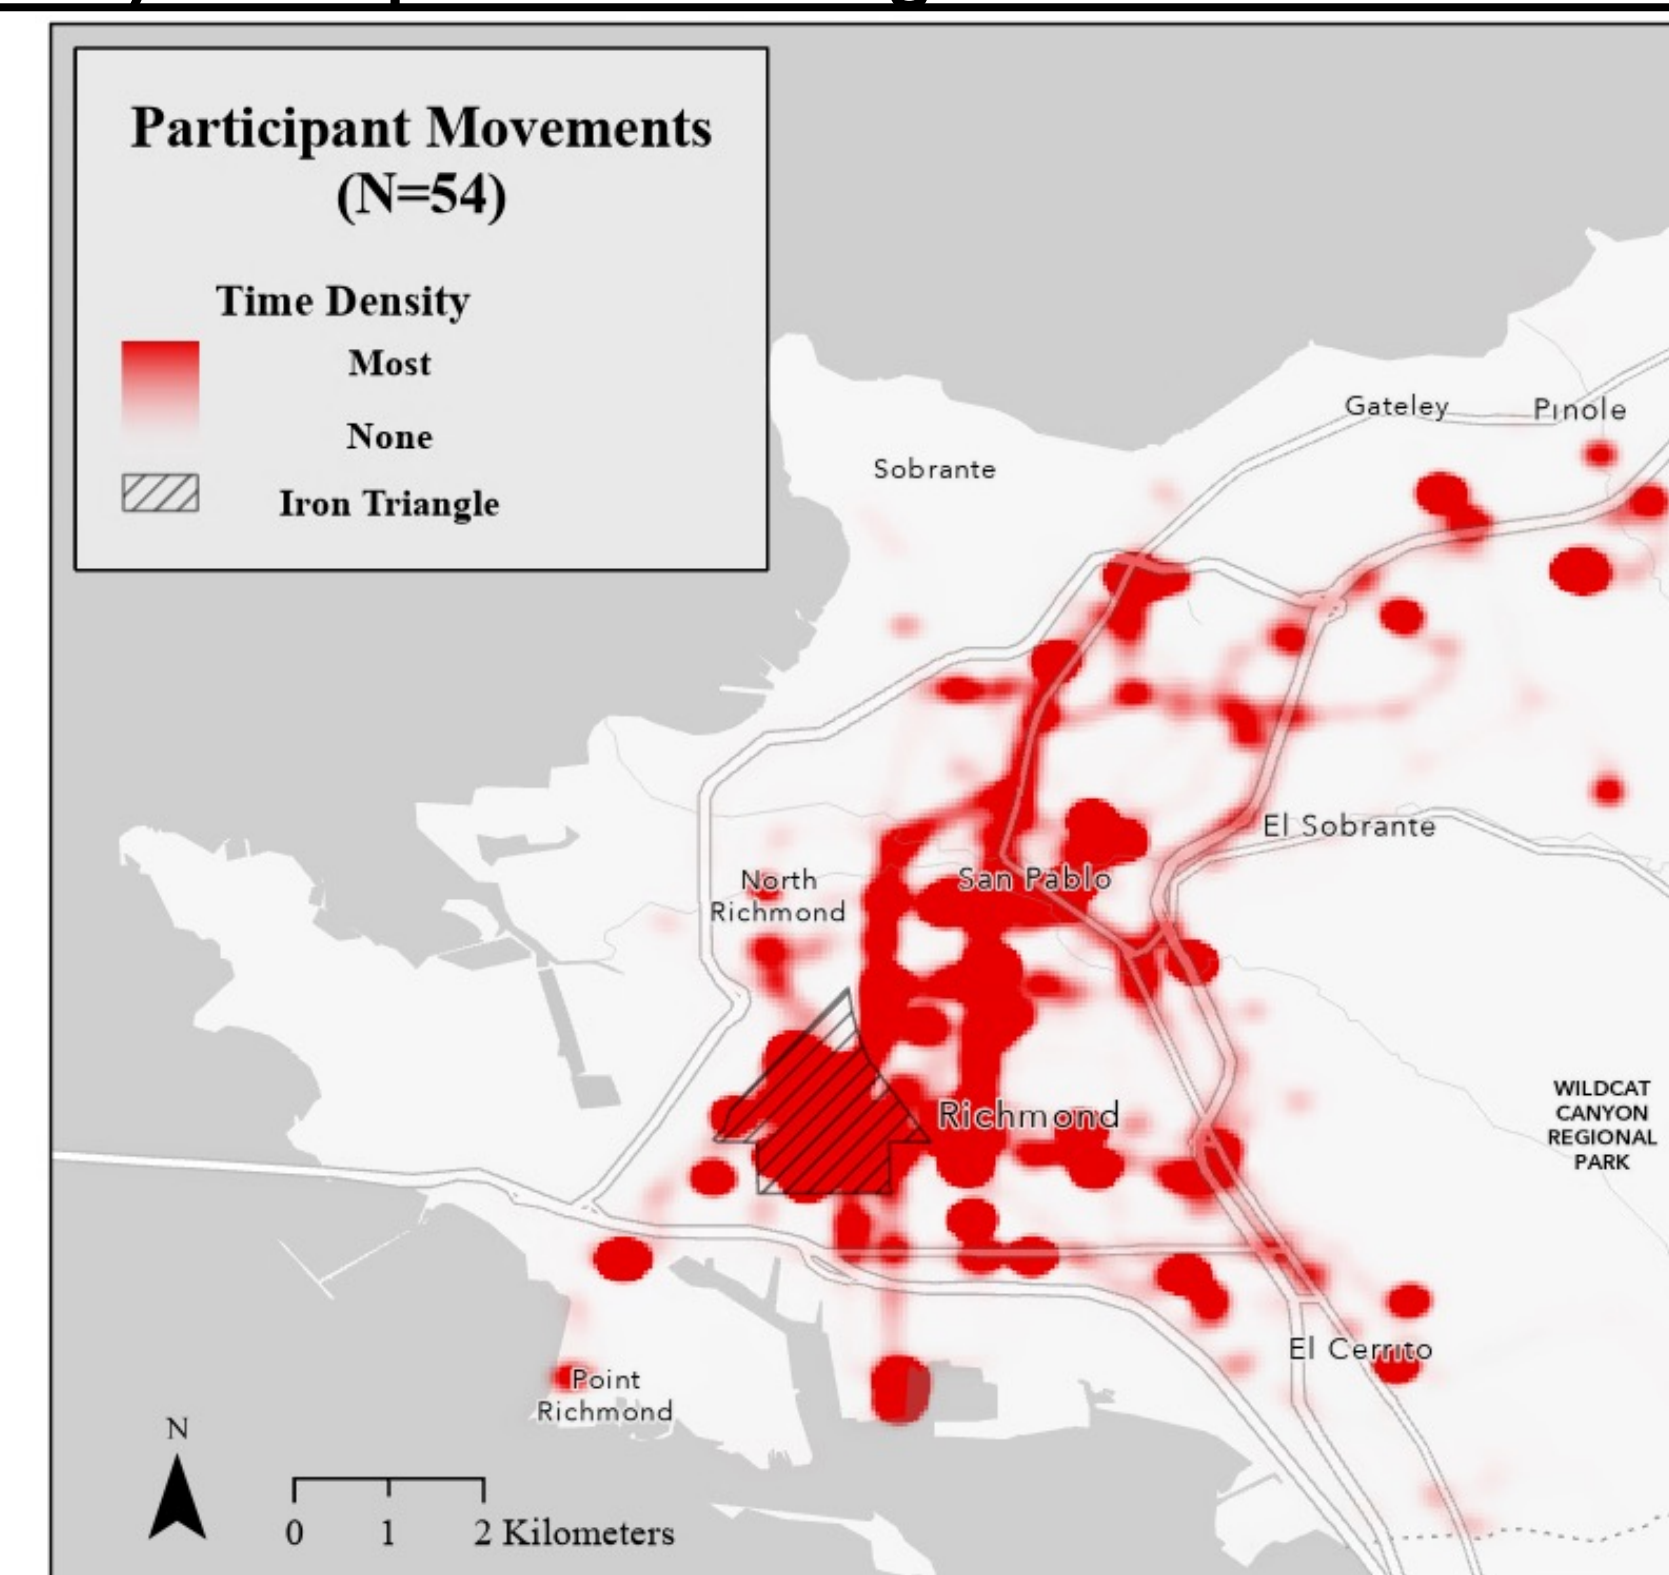 Participant Movements
(N=54)
Time Density
Most
None
Iron Triangle
Gateley
Pinole
Sobrante
El Sobrante
North
Richmond
San Pablo
Richmond
WILDCAT
CANYON
REGIONAL
PARK
El Cerrito
Point
Richmond
N
0 1 2 Kilometers